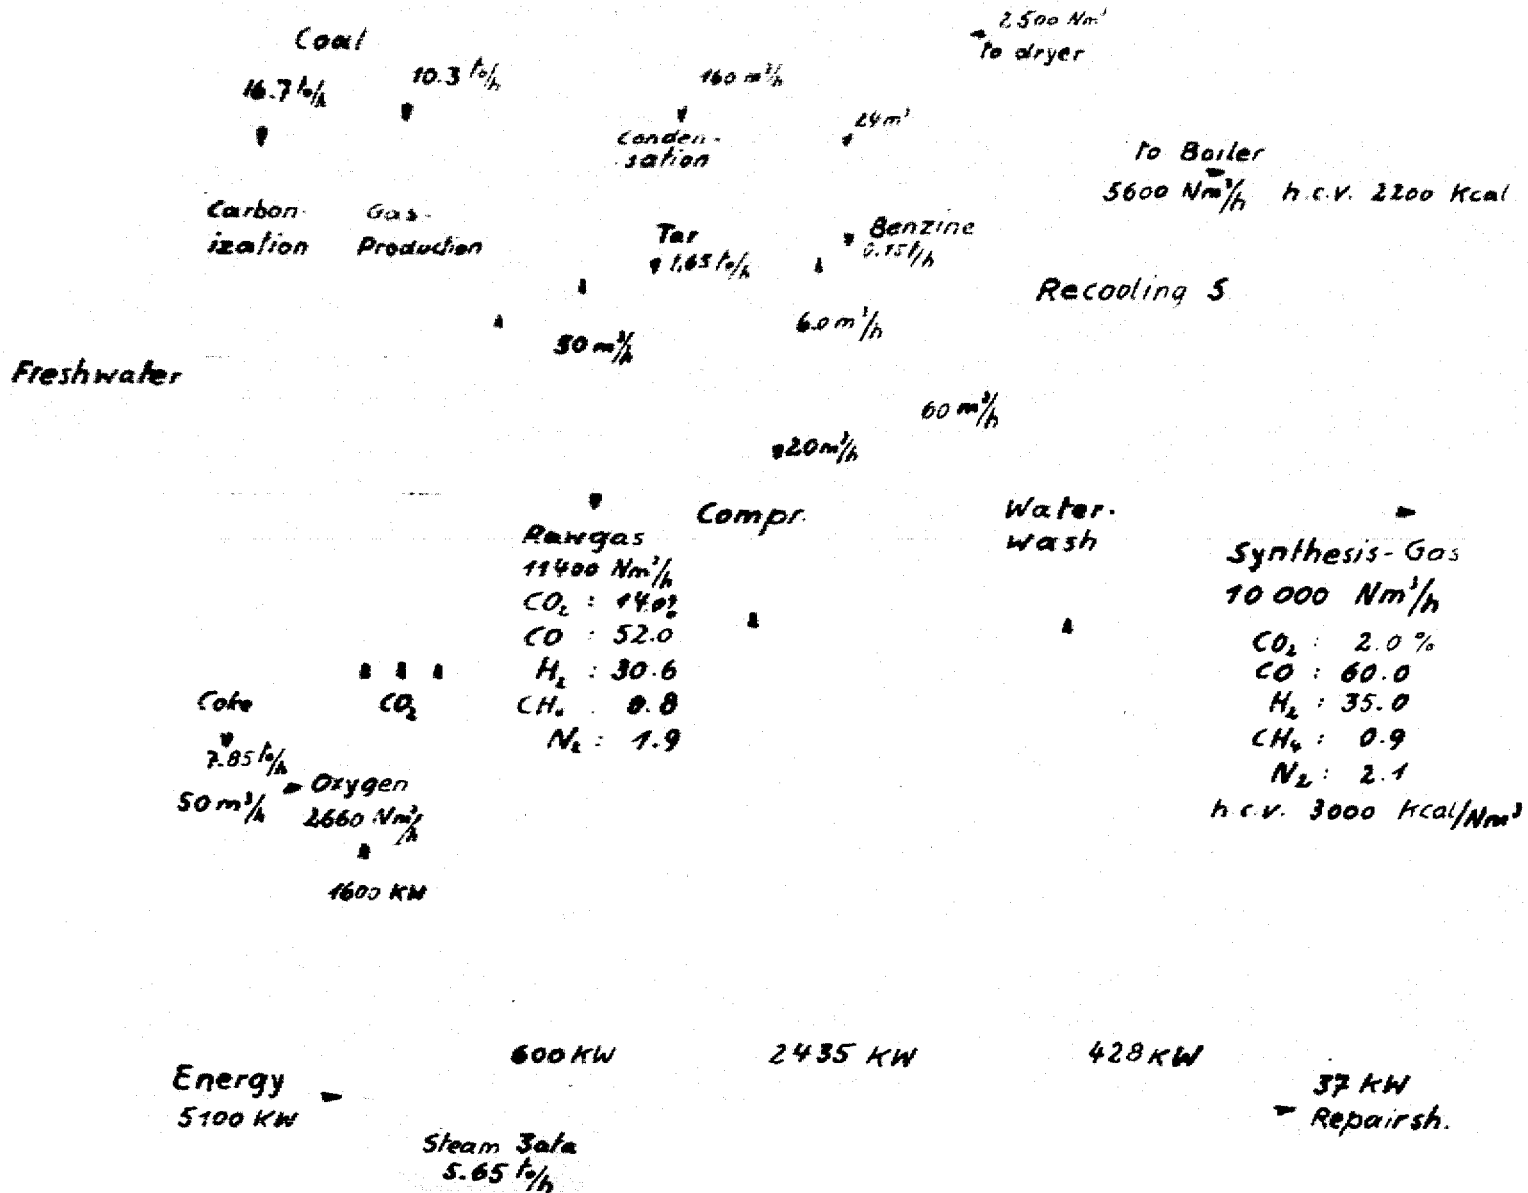 2500 Nm³
to dryer
Coal
16.7 to/h
10.3 to/h
160 m³/h
Conden-
sation
24 m³
to Boiler
5600 Nm³/h h.c.v. 2200 Kcal
Carbon-
ization
Gas-
Production
Tar
1.65 to/h
Benzine
0.15 t/h
Recooling S
50 m³/h
6.0 m³/h
Freshwater
60 m³/h
20 m³/h
Compr.
Water-
wash
Rawgas
11400 Nm³/h
CO₂ : 14.0%
CO : 52.0
H₂ : 30.6
CH₄ 0.8
N₂ : 1.9
Synthesis-Gas
10 000 Nm³/h
CO₂ : 2.0 %
CO : 60.0
H₂ : 35.0
CH₄ : 0.9
N₂ : 2.1
h.c.v. 3000 Kcal/Nm³
Coke
7.85 to/h
CO₂
50 m³/h
Oxygen
2660 Nm³/h
1600 KW
600 KW
2435 KW
428 KW
Energy
5100 KW
37 KW
Repairsh.
Steam 3ata
5.65 to/h